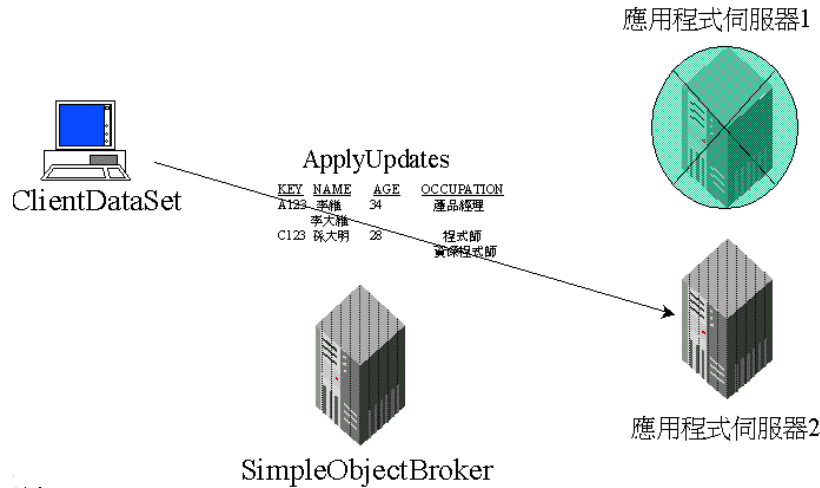 應用程式伺服器1
ApplyUpdates
ClientDataSet
KEY NAME AGE OCCUPATION
A123 李維 34 產品經理
李大維
C123 孫大明 28 程式師
資深程式師
應用程式伺服器2
SimpleObjectBroker